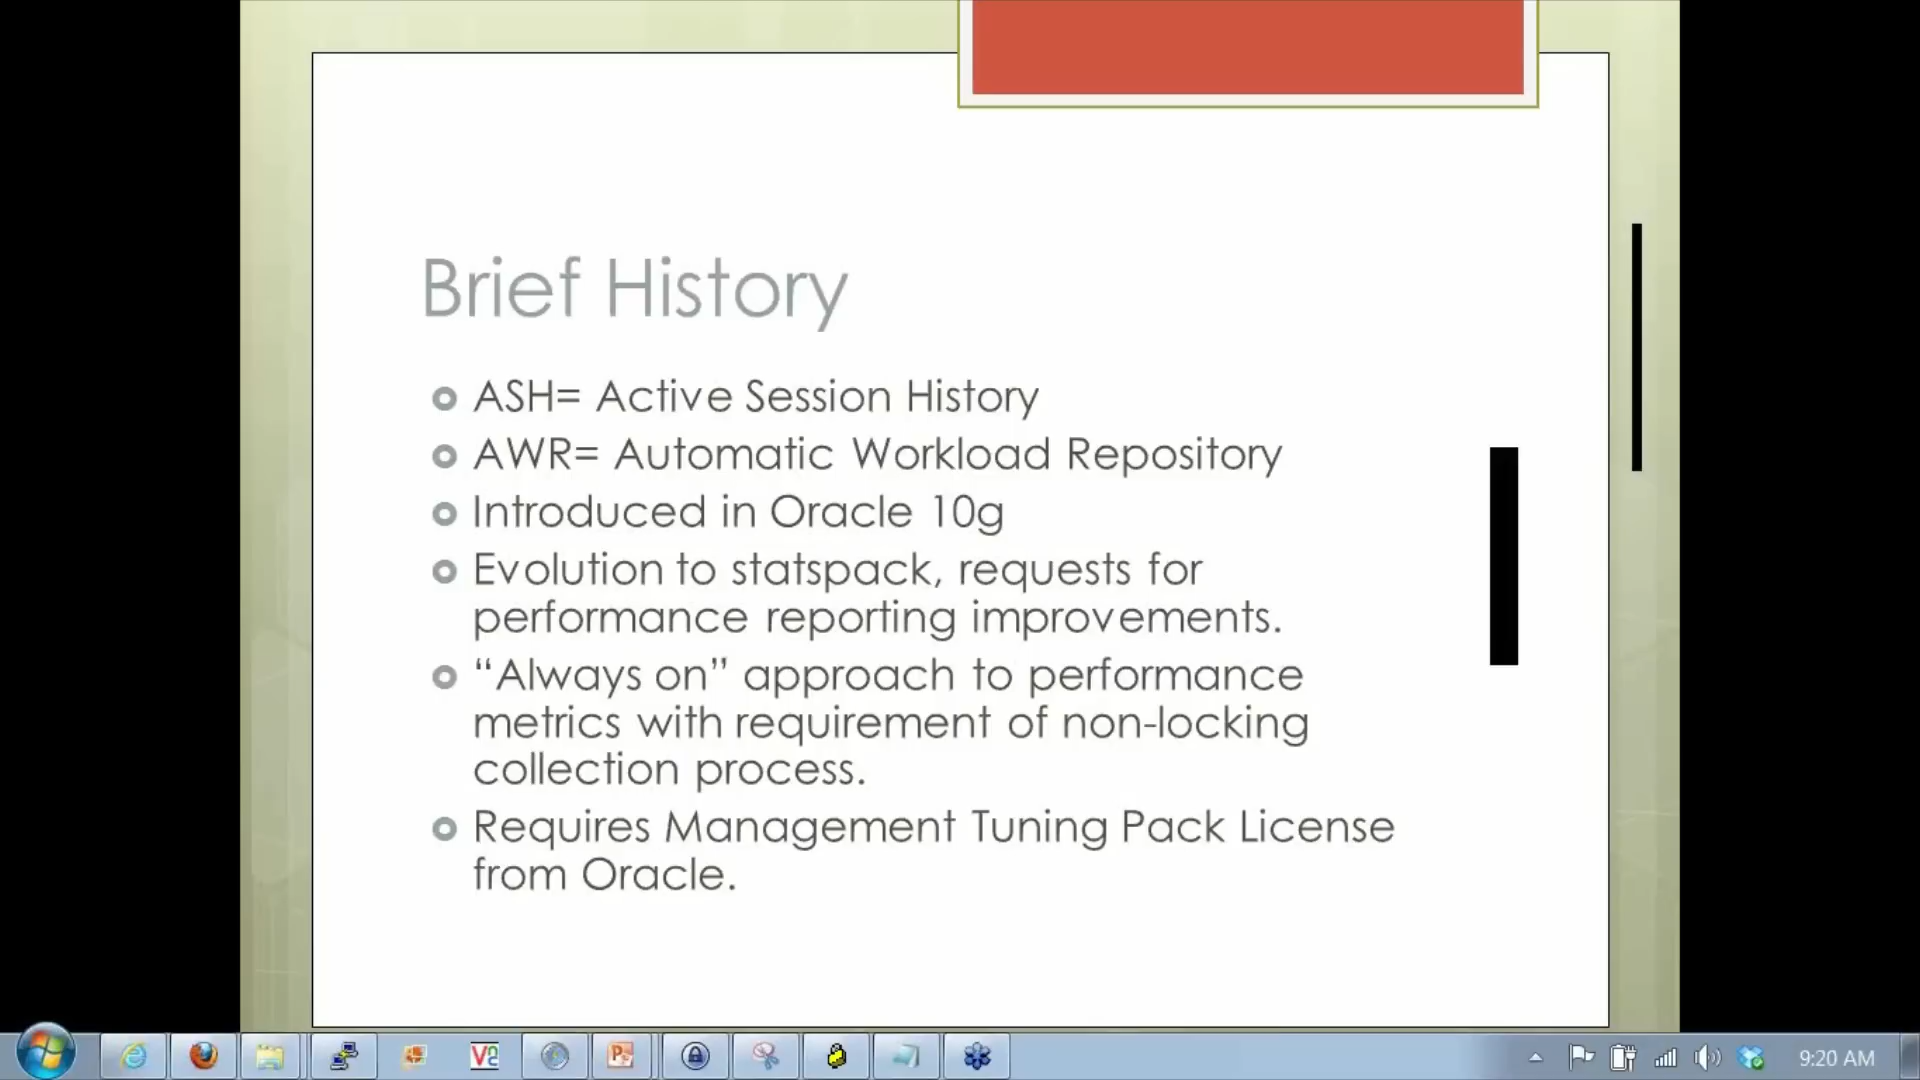 Brief History
ASH= Active Session History
AWR= Automatic Workload Repository
Introduced in Oracle 10g
Evolution to statspack, requests for
performance reporting improvements.
“Always on” approach to performance
metrics with requirement of non-locking
collection process.
Requires Management Tuning Pack License
from Oracle.
9:20 AM